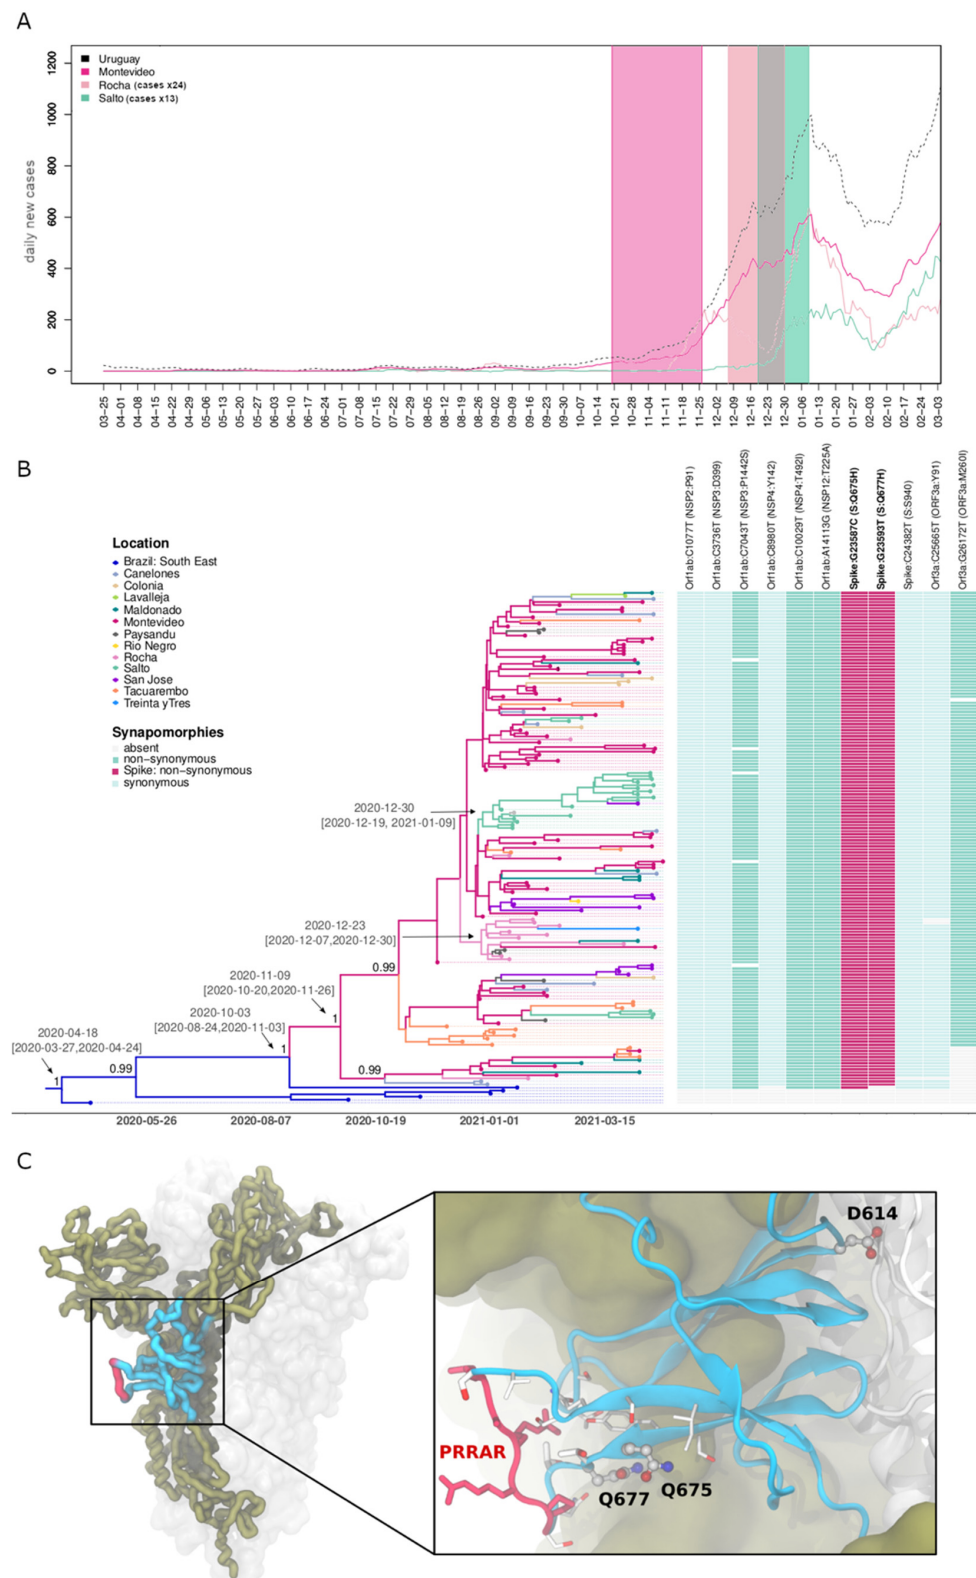 A
1200
1000
800
600
400
200
0
daily new cases
Uruguay
Montevideo
Rocha (cases x24)
Salto (cases x13)
03-25
04-01
04-08
04-15
04-22
04-29
05-06
05-13
05-20
05-27
06-03
06-10
06-17
06-24
07-01
07-08
07-15
07-22
07-29
08-05
08-12
08-19
08-26
09-02
09-09
09-16
09-23
09-30
10-07
10-14
10-21
10-28
11-04
11-11
11-18
11-25
12-02
12-09
12-16
12-23
12-30
01-06
01-13
01-20
01-27
02-03
02-10
02-17
02-24
03-03
B
Orf1ab:C1077T (NSP2:P91)
Orf1ab:C3736T (NSP3:D399)
Orf1ab:C7043T (NSP3:P1442S)
Orf1ab:C8980T (NSP4:Y142)
Orf1ab:C10029T (NSP4:T492I)
Orf1ab:A14113G (NSP12:T225A)
Spike:G23587C (S:Q675H)
Spike:G23593T (S:Q677H)
Spike:C24382T (S:S940)
Orf3a:C25665T (ORF3a:Y91)
Orf3a:G26172T (ORF3a:M260I)
Location
Brazil: South East
Canelones
Colonia
Lavalleja
Maldonado
Montevideo
Paysandu
Rio Negro
Rocha
Salto
San Jose
Tacuarembo
Treinta yTres
Synapomorphies
absent
non-synonymous
Spike: non-synonymous
synonymous
2020-12-30
[2020-12-19, 2021-01-09]
2020-12-23
[2020-12-07,2020-12-30]
0.99
2020-11-09
[2020-10-20,2020-11-26]
1
2020-10-03
[2020-08-24,2020-11-03]
1
2020-04-18
[2020-03-27,2020-04-24]
1
0.99
0.99
2020-05-26
2020-08-07
2020-10-19
2021-01-01
2021-03-15
C
D614
PRRAR
Q677
Q675